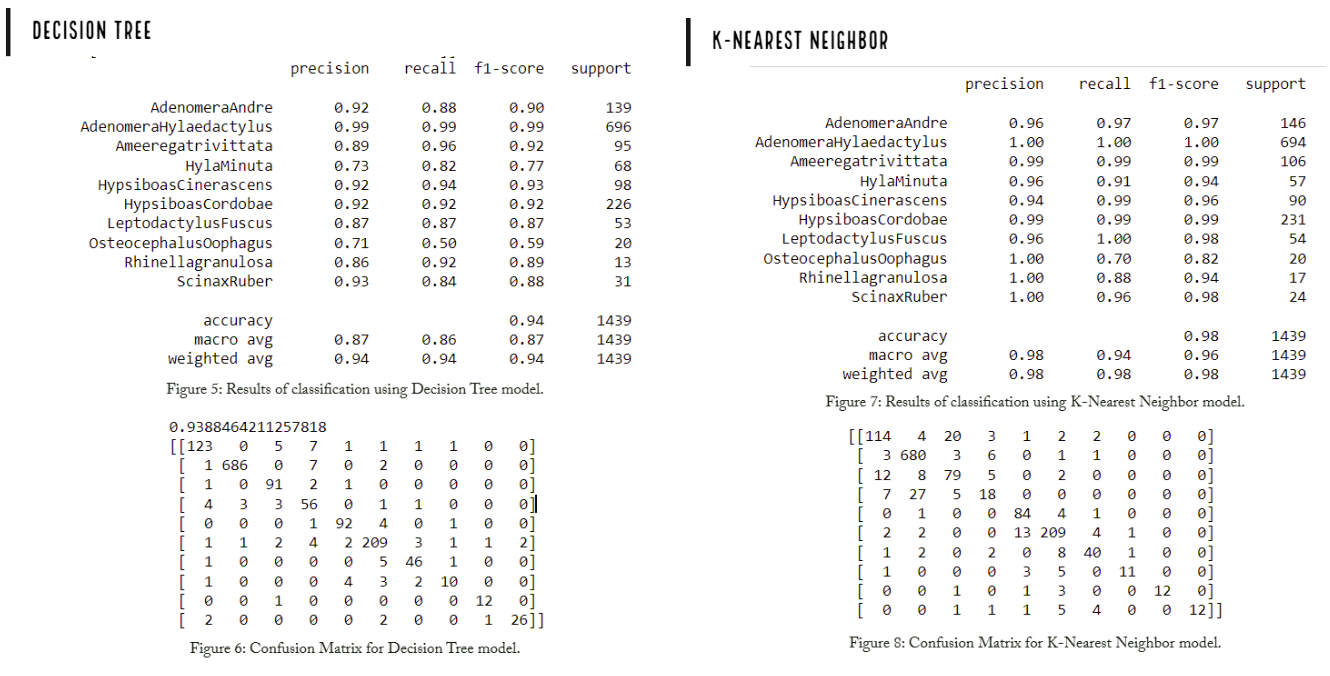 DECISION TREE
precision recall f1-score support
AdenomeraAndre 0.92 0.88 0.90 139
AdenomeraHylaedactylus 0.99 0.99 0.99 696
Ameeregatrivittata 0.89 0.96 0.92 95
HylaMinuta 0.73 0.82 0.77 68
HypsiboasCinerascens 0.92 0.94 0.93 98
HypsiboasCordobae 0.92 0.92 0.92 226
LeptodactylusFuscus 0.87 0.87 0.87 53
OsteocephalusOophagus 0.71 0.50 0.59 20
Rhinellagranulosa 0.86 0.92 0.89 13
ScinaxRuber 0.93 0.84 0.88 31
accuracy 0.94 1439
macro avg 0.87 0.86 0.87 1439
weighted avg 0.94 0.94 0.94 1439
Figure 5: Results of classification using Decision Tree model.
0.9388464211257818
[[123 0 5 7 1 1 1 1 0 0]
[ 1 686 0 7 0 2 0 0 0 0]
[ 1 0 91 2 1 0 0 0 0 0]
[ 4 3 3 56 0 1 1 0 0 0]
[ 0 0 0 1 92 4 0 1 0 0]
[ 1 1 2 4 2 209 3 1 1 2]
[ 1 0 0 0 0 5 46 1 0 0]
[ 1 0 0 0 4 3 2 10 0 0]
[ 0 0 1 0 0 0 0 0 12 0]
[ 2 0 0 0 0 2 0 0 1 26]]
Figure 6: Confusion Matrix for Decision Tree model.
K-NEAREST NEIGHBOR
precision recall f1-score support
AdenomeraAndre 0.96 0.97 0.97 146
AdenomeraHylaedactylus 1.00 1.00 1.00 694
Ameeregatrivittata 0.99 0.99 0.99 106
HylaMinuta 0.96 0.91 0.94 57
HypsiboasCinerascens 0.94 0.99 0.96 90
HypsiboasCordobae 0.99 0.99 0.99 231
LeptodactylusFuscus 0.96 1.00 0.98 54
OsteocephalusOophagus 1.00 0.70 0.82 20
Rhinellagranulosa 1.00 0.88 0.94 17
ScinaxRuber 1.00 0.96 0.98 24
accuracy 0.98 1439
macro avg 0.98 0.94 0.96 1439
weighted avg 0.98 0.98 0.98 1439
Figure 7: Results of classification using K-Nearest Neighbor model.
[[114 4 20 3 1 2 2 0 0 0]
[ 3 680 3 6 0 1 1 0 0 0]
[ 12 8 79 5 0 2 0 0 0 0]
[ 7 27 5 18 0 0 0 0 0 0]
[ 0 1 0 0 84 4 1 0 0 0]
[ 2 2 0 0 13 209 4 1 0 0]
[ 1 2 0 2 0 8 40 1 0 0]
[ 1 0 0 0 3 5 0 11 0 0]
[ 0 0 1 0 1 3 0 0 12 0]
[ 0 0 1 1 1 5 4 0 0 12]]
Figure 8: Confusion Matrix for K-Nearest Neighbor model.